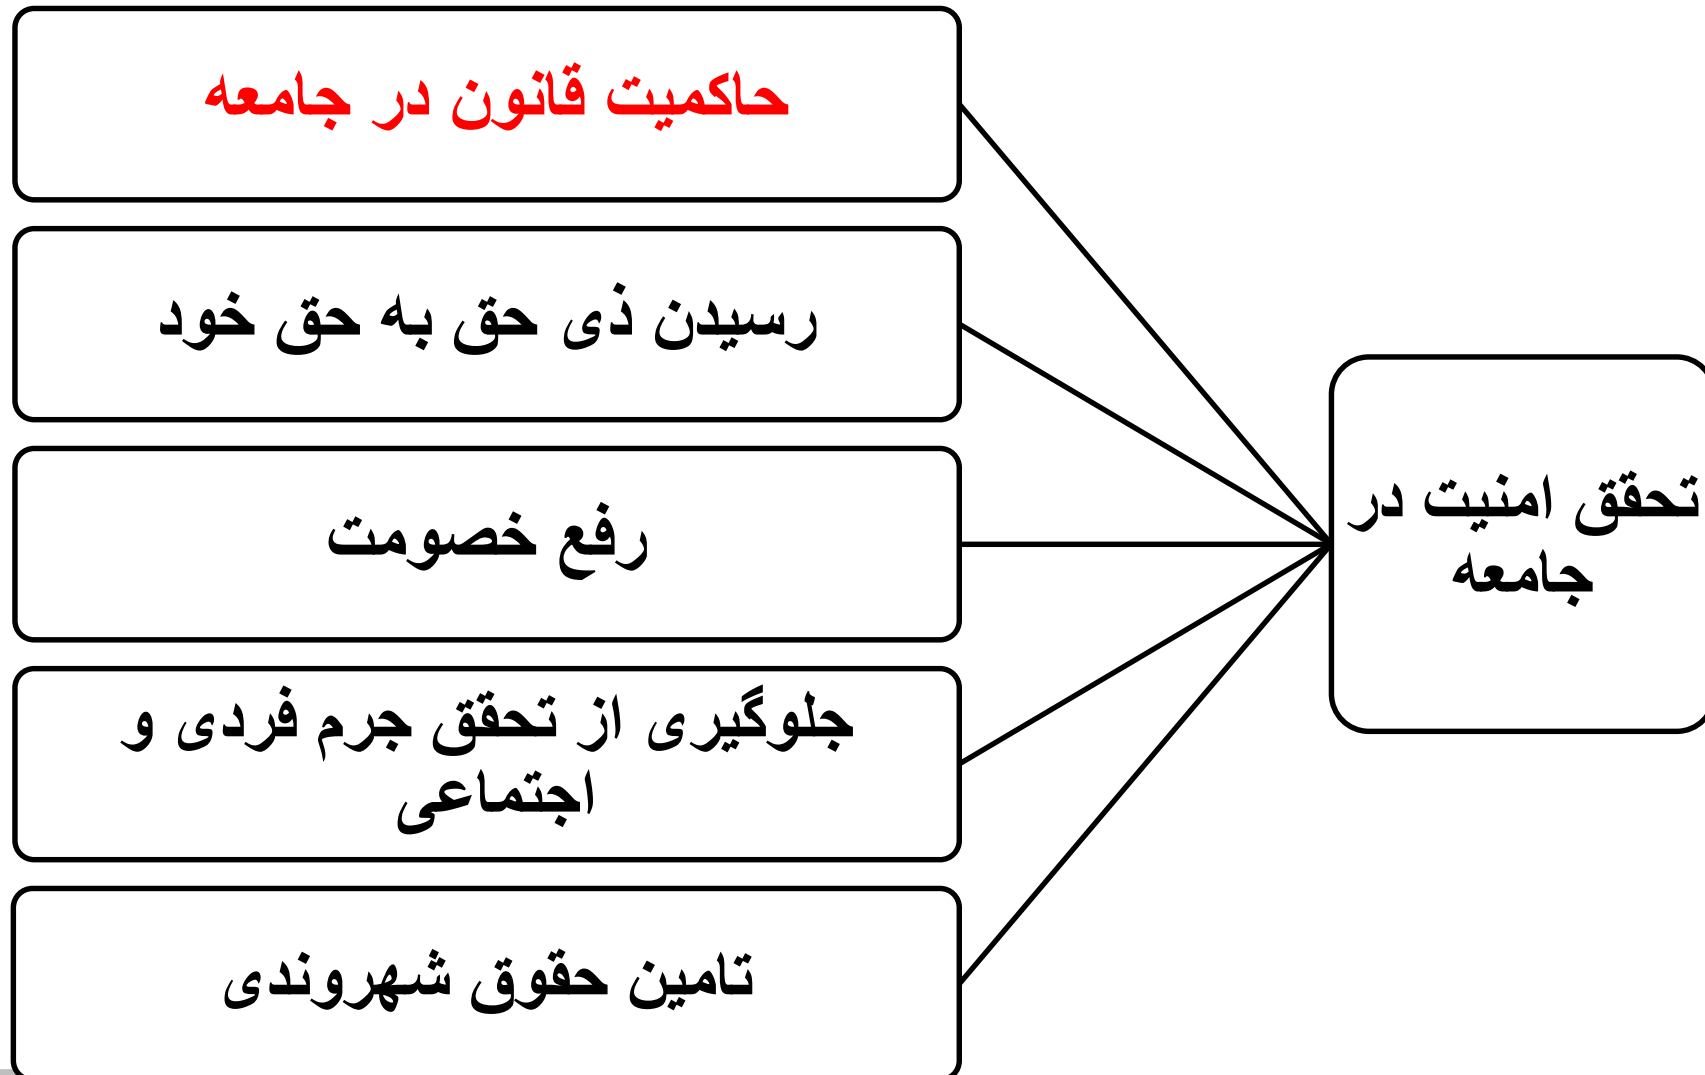 تحقق امنیت در
جامعه
حاکمیت قانون در جامعه
رسیدن ذی حق به حق خود
رفع خصومت
جلوگیری از تحقق جرم فردی و
اجتماعی
تامین حقوق شهروندی